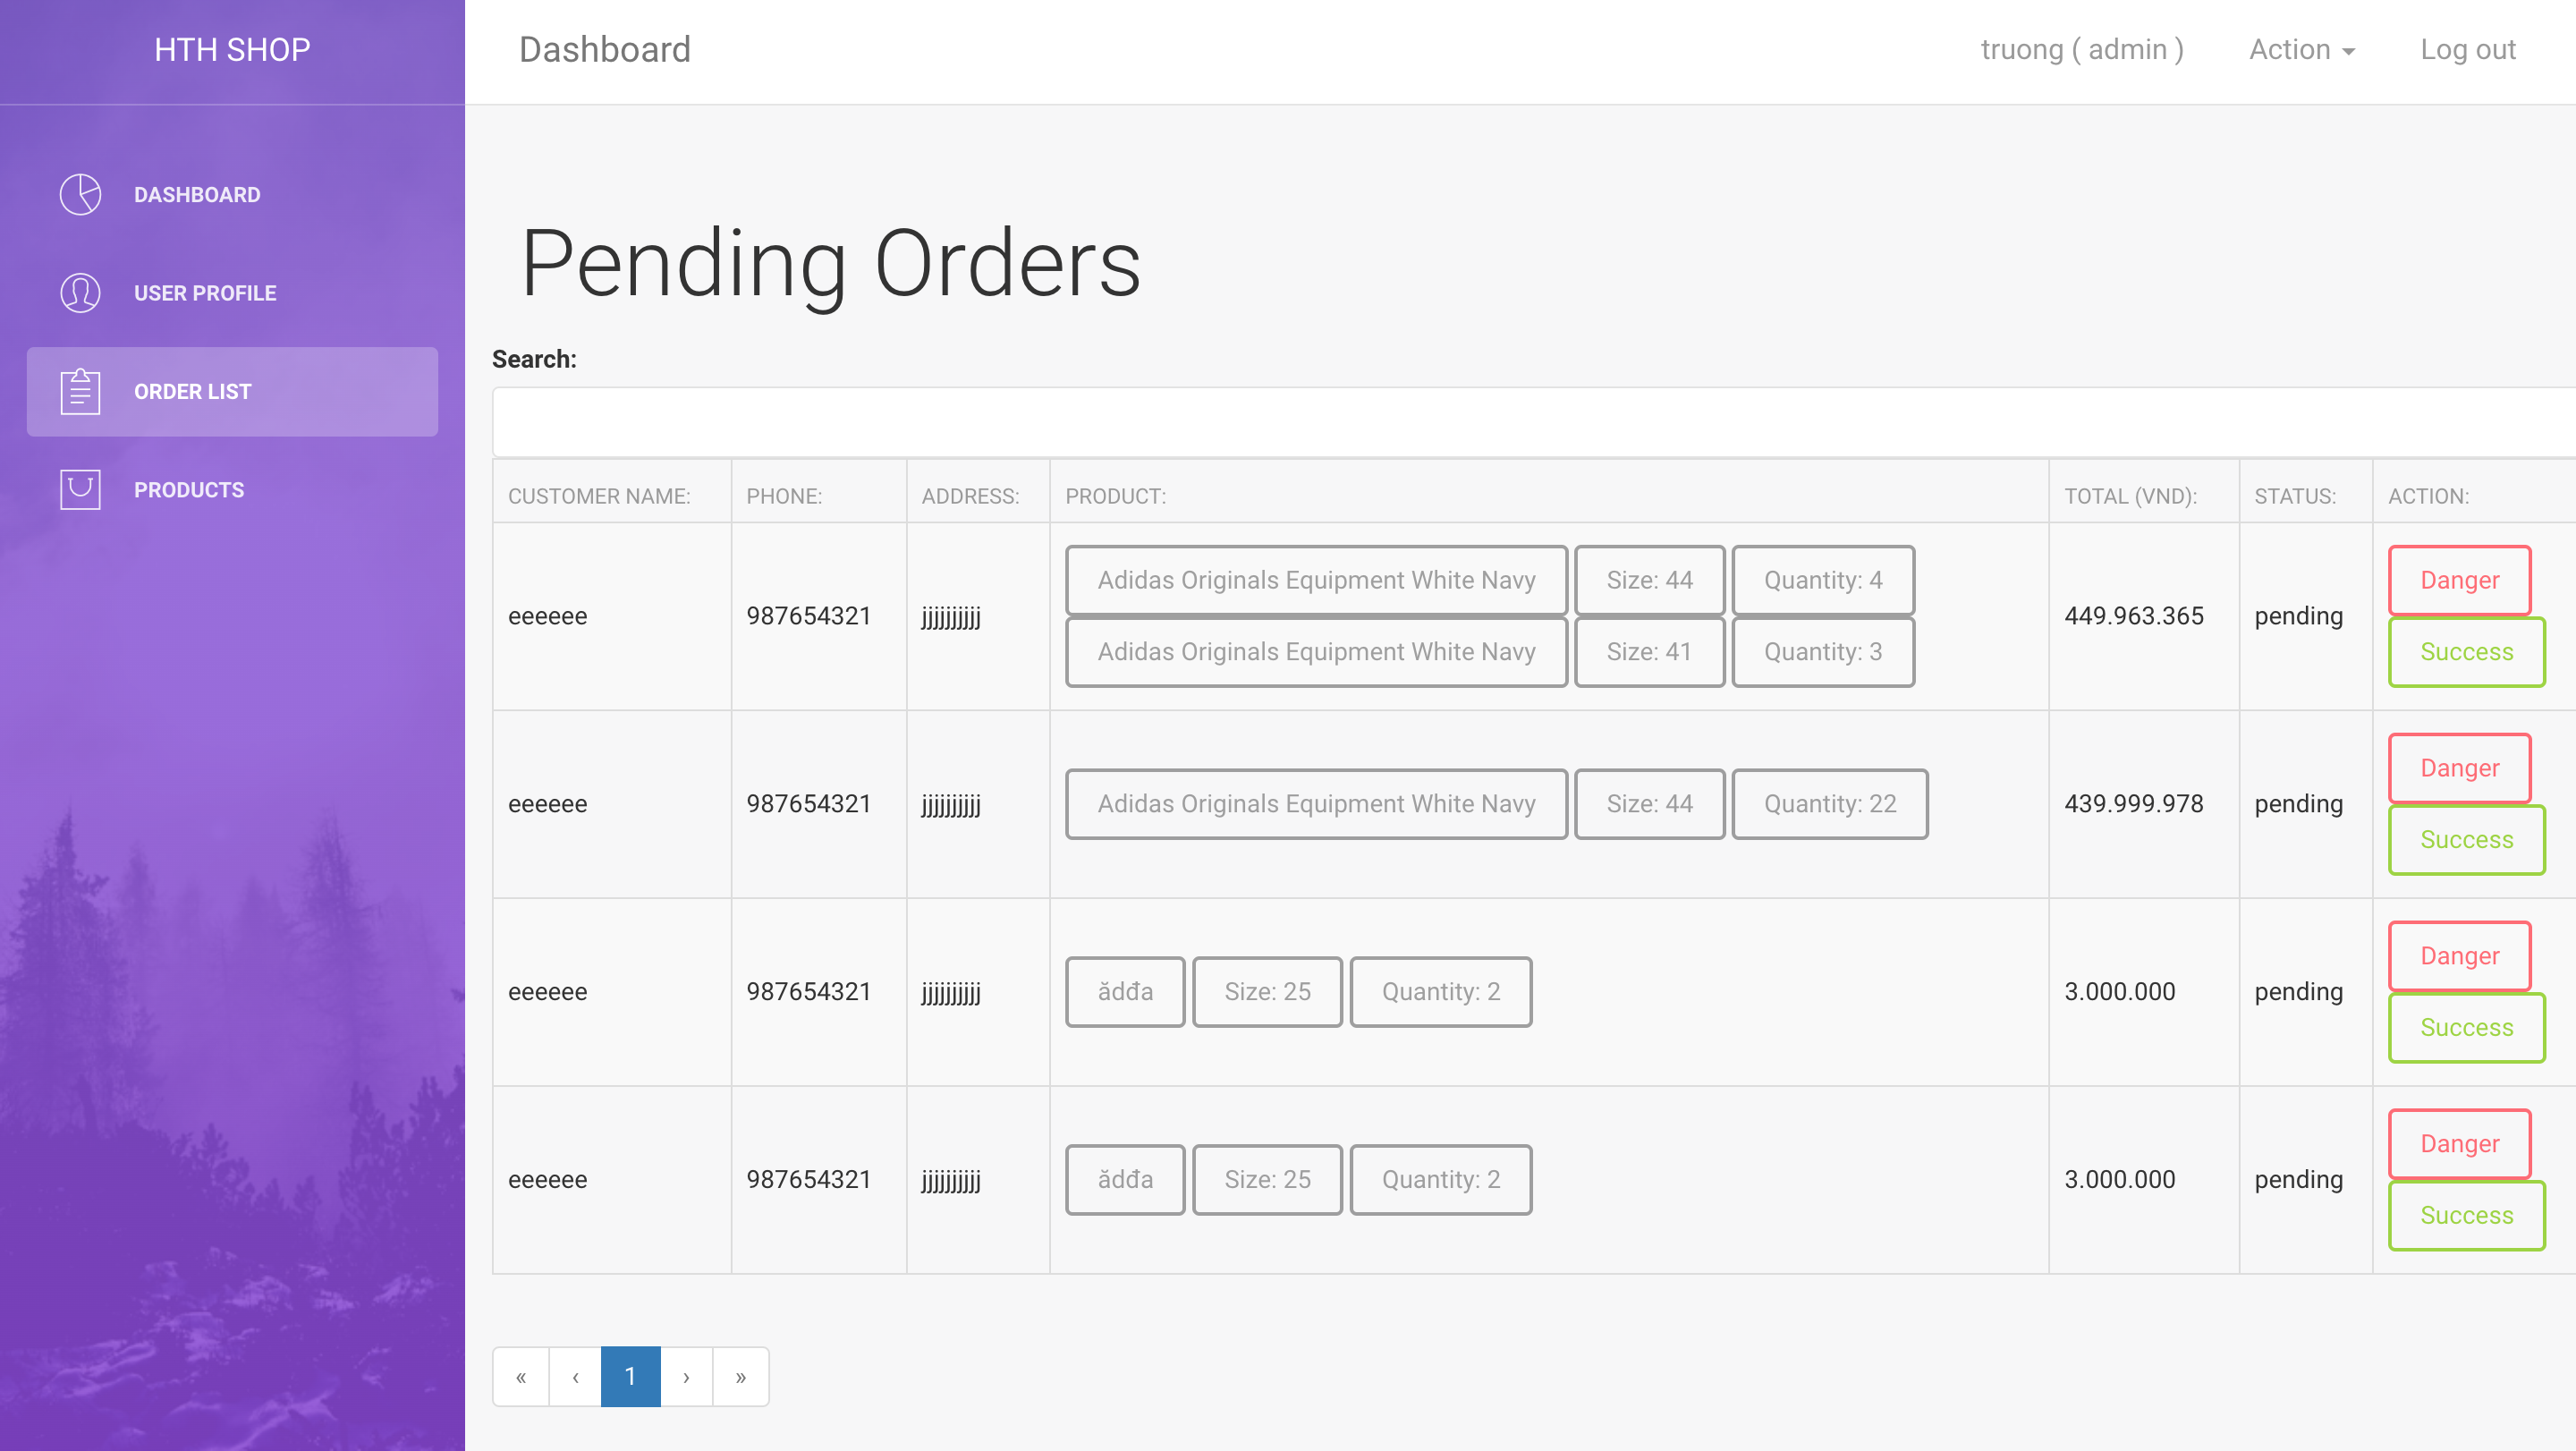 HTH SHOP
Dashboard
truong ( admin )
Action
Log out
DASHBOARD
USER PROFILE
ORDER LIST
PRODUCTS
Pending Orders
Search:
CUSTOMER NAME: PHONE: ADDRESS: PRODUCT: TOTAL (VND): STATUS: ACTION:
eeeeee 987654321 jjjjjjjjjj Adidas Originals Equipment White Navy Size: 44 Quantity: 4 449.963.365 pending Danger
Adidas Originals Equipment White Navy Size: 41 Quantity: 3 Success
eeeeee 987654321 jjjjjjjjjj Adidas Originals Equipment White Navy Size: 44 Quantity: 22 439.999.978 pending Danger
Success
eeeeee 987654321 jjjjjjjjjj ădđa Size: 25 Quantity: 2 3.000.000 pending Danger
Success
eeeeee 987654321 jjjjjjjjjj ădđa Size: 25 Quantity: 2 3.000.000 pending Danger
Success
« ‹ 1 › »